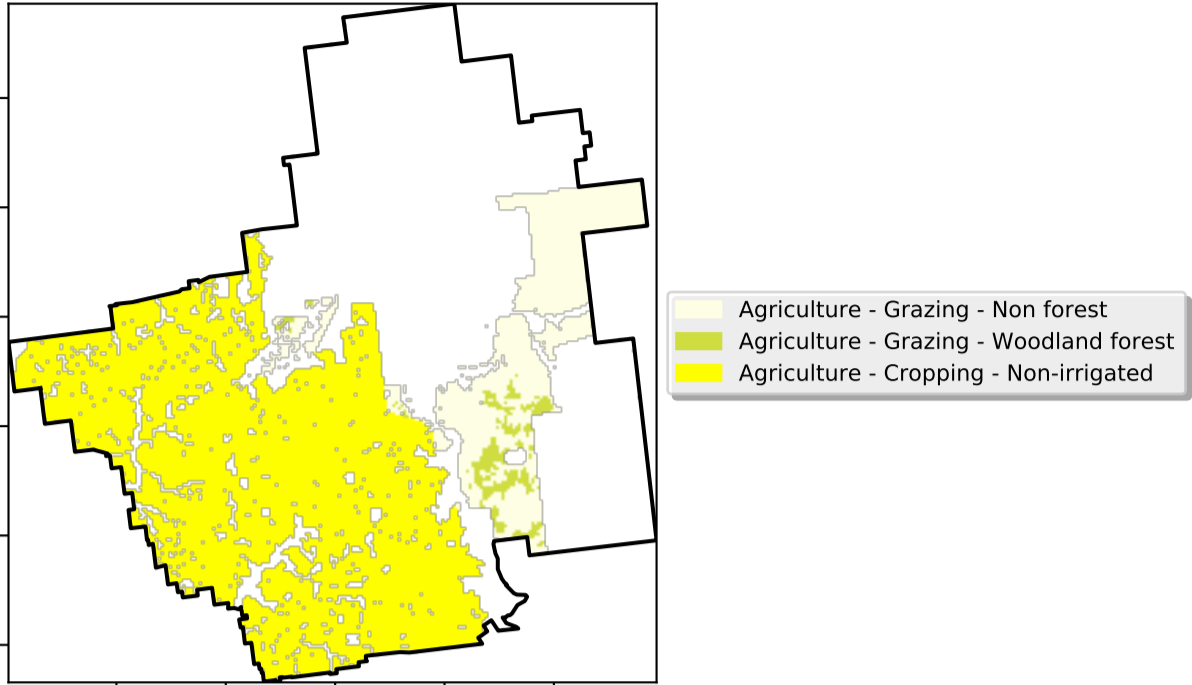 Agriculture - Grazing - Non forest
Agriculture - Grazing - Woodland forest
Agriculture - Cropping - Non-irrigated